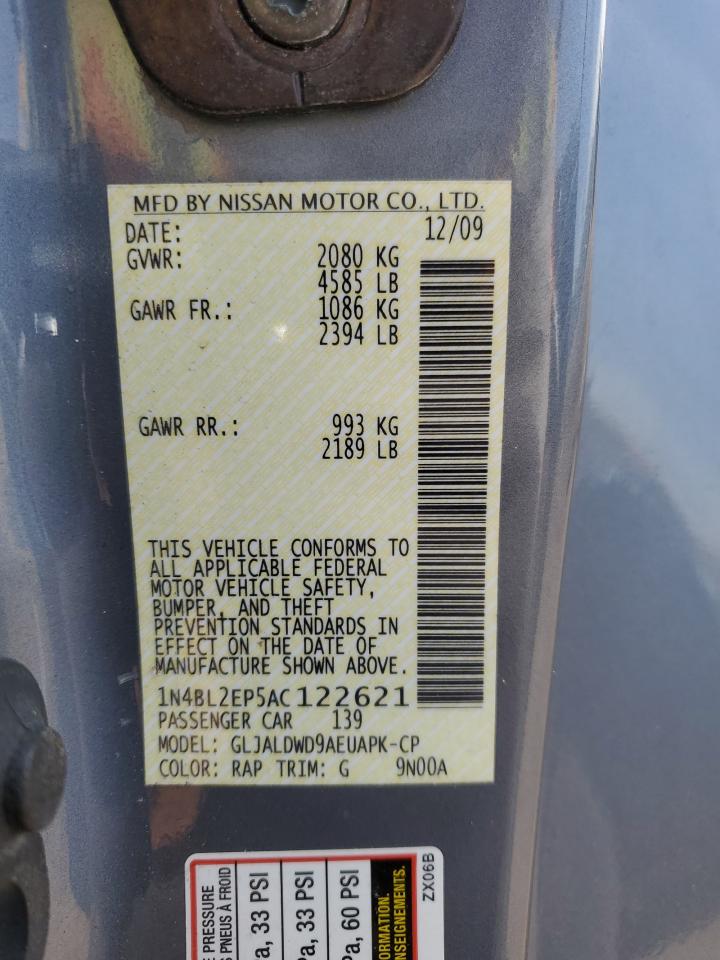 MFD BY NISSAN MOTOR CO., LTD.
DATE: 12/09
GVWR: 2080 KG
4585 LB
GAWR FR.: 1086 KG
2394 LB
GAWR RR.: 993 KG
2189 LB
THIS VEHICLE CONFORMS TO
ALL APPLICABLE FEDERAL
MOTOR VEHICLE SAFETY,
BUMPER, AND THEFT
PREVENTION STANDARDS IN
EFFECT ON THE DATE OF
MANUFACTURE SHOWN ABOVE.
1N4BL2EP5AC122621
PASSENGER CAR 139
MODEL: GLJALDWD9AEUAPK-CP
COLOR: RAP TRIM: G 9N00A
PRESSURE
PNEUS À FROID
33 PSI
33 PSI
60 PSI
ZX06B